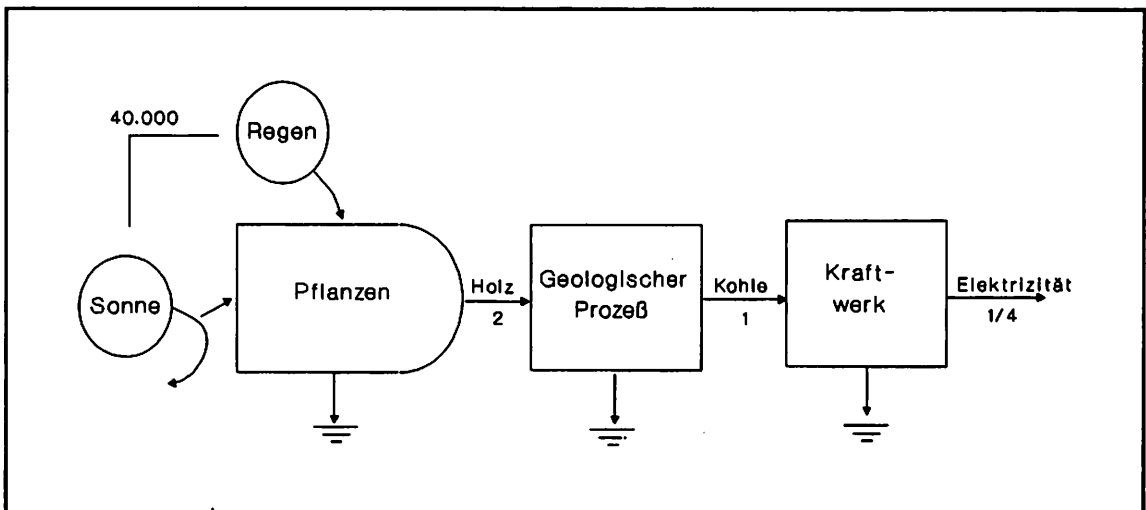 40.000
Regen
Sonne
Pflanzen
Holz
2
Geologischer
Prozeß
Kohle
1
Kraft-
werk
Elektrizität
1/4